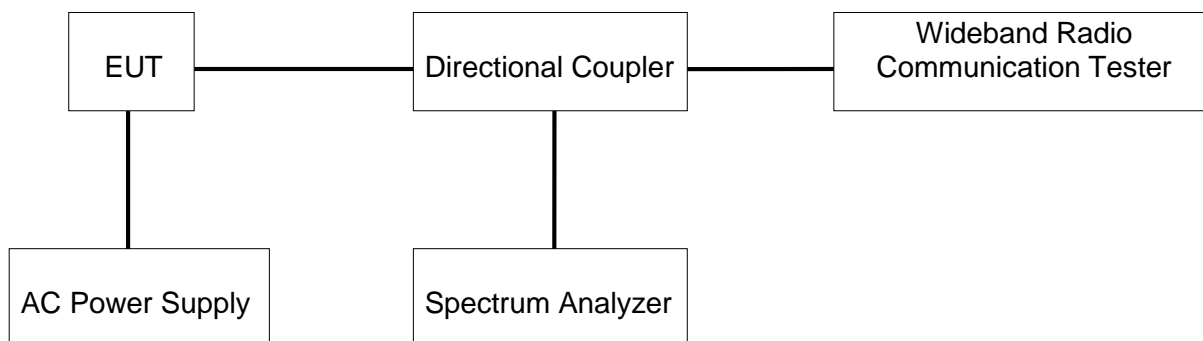 EUT
Directional Coupler
Wideband Radio
Communication Tester
AC Power Supply
Spectrum Analyzer